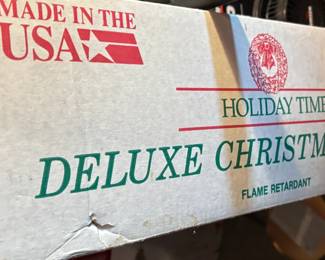 MADE IN THE
USA
HOLIDAY TIME
DELUXE CHRISTM
FLAME RETARDANT